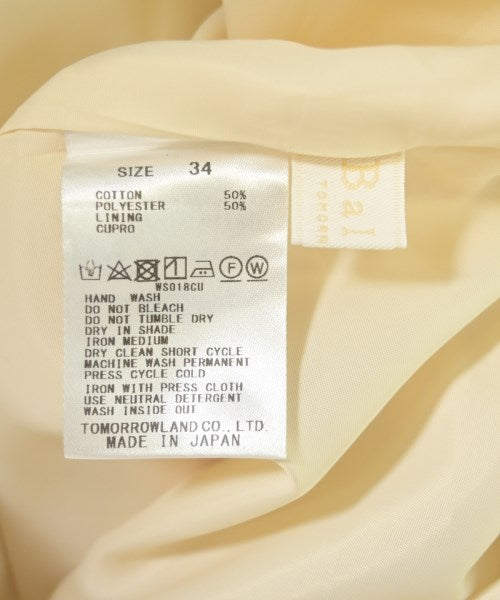 SIZE 34
COTTON 50%
POLYESTER 50%
LINING
CUPRO
F W
WS018CU
HAND WASH
DO NOT BLEACH
DO NOT TUMBLE DRY
DRY IN SHADE
IRON MEDIUM
DRY CLEAN SHORT CYCLE
MACHINE WASH PERMANENT
PRESS CYCLE COLD
IRON WITH PRESS CLOTH
USE NEUTRAL DETERGENT
WASH INSIDE OUT
TOMORROWLAND CO., LTD.
MADE IN JAPAN
Bal